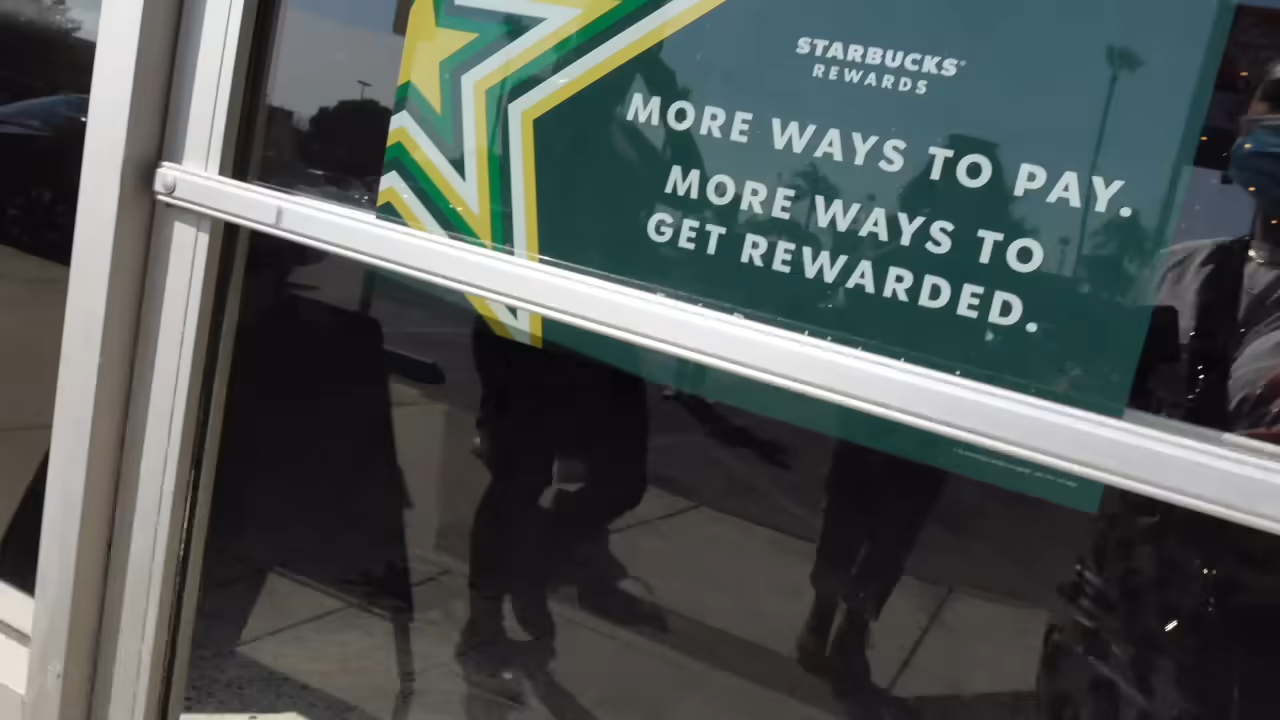 STARBUCKS®
REWARDS
MORE WAYS TO PAY.
MORE WAYS TO
GET REWARDED.